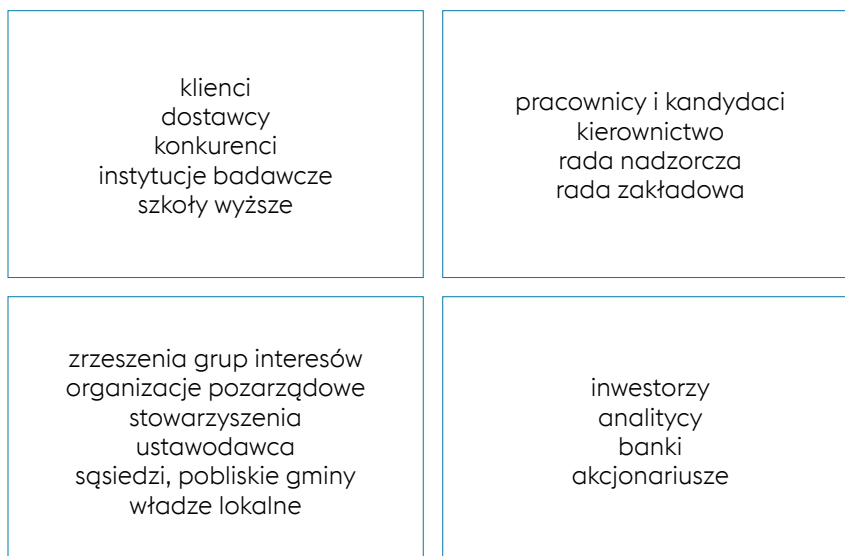 klienci
dostawcy
konkurenci
instytucje badawcze
szkoły wyższe
pracownicy i kandydaci
kierownictwo
rada nadzorcza
rada zakładowa
zrzeszenia grup interesów
organizacje pozarządowe
stowarzyszenia
ustawodawca
sąsiedzi, pobliskie gminy
władze lokalne
inwestorzy
analitycy
banki
akcjonariusze